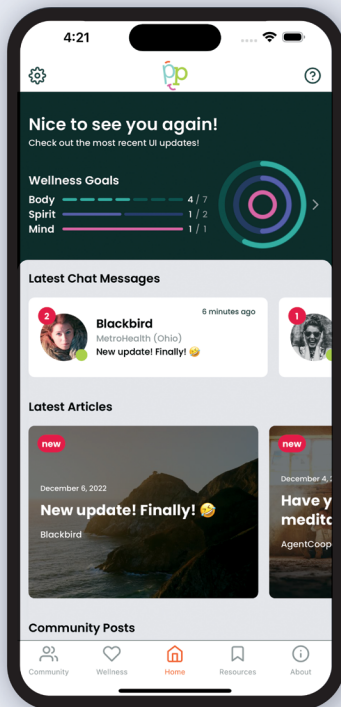 4:21
pp
Nice to see you again!
Check out the most recent UI updates!
Wellness Goals
Body 4 / 7
Spirit 1 / 2
Mind 1 / 1
Latest Chat Messages
2
6 minutes ago
Blackbird
MetroHealth (Ohio)
New update! Finally! 🤣
1
Latest Articles
new
December 6, 2022
New update! Finally! 🤣
Blackbird
new
December 4, 2
Have y
medita
AgentCoop
Community Posts
Community
Wellness
Home
Resources
About